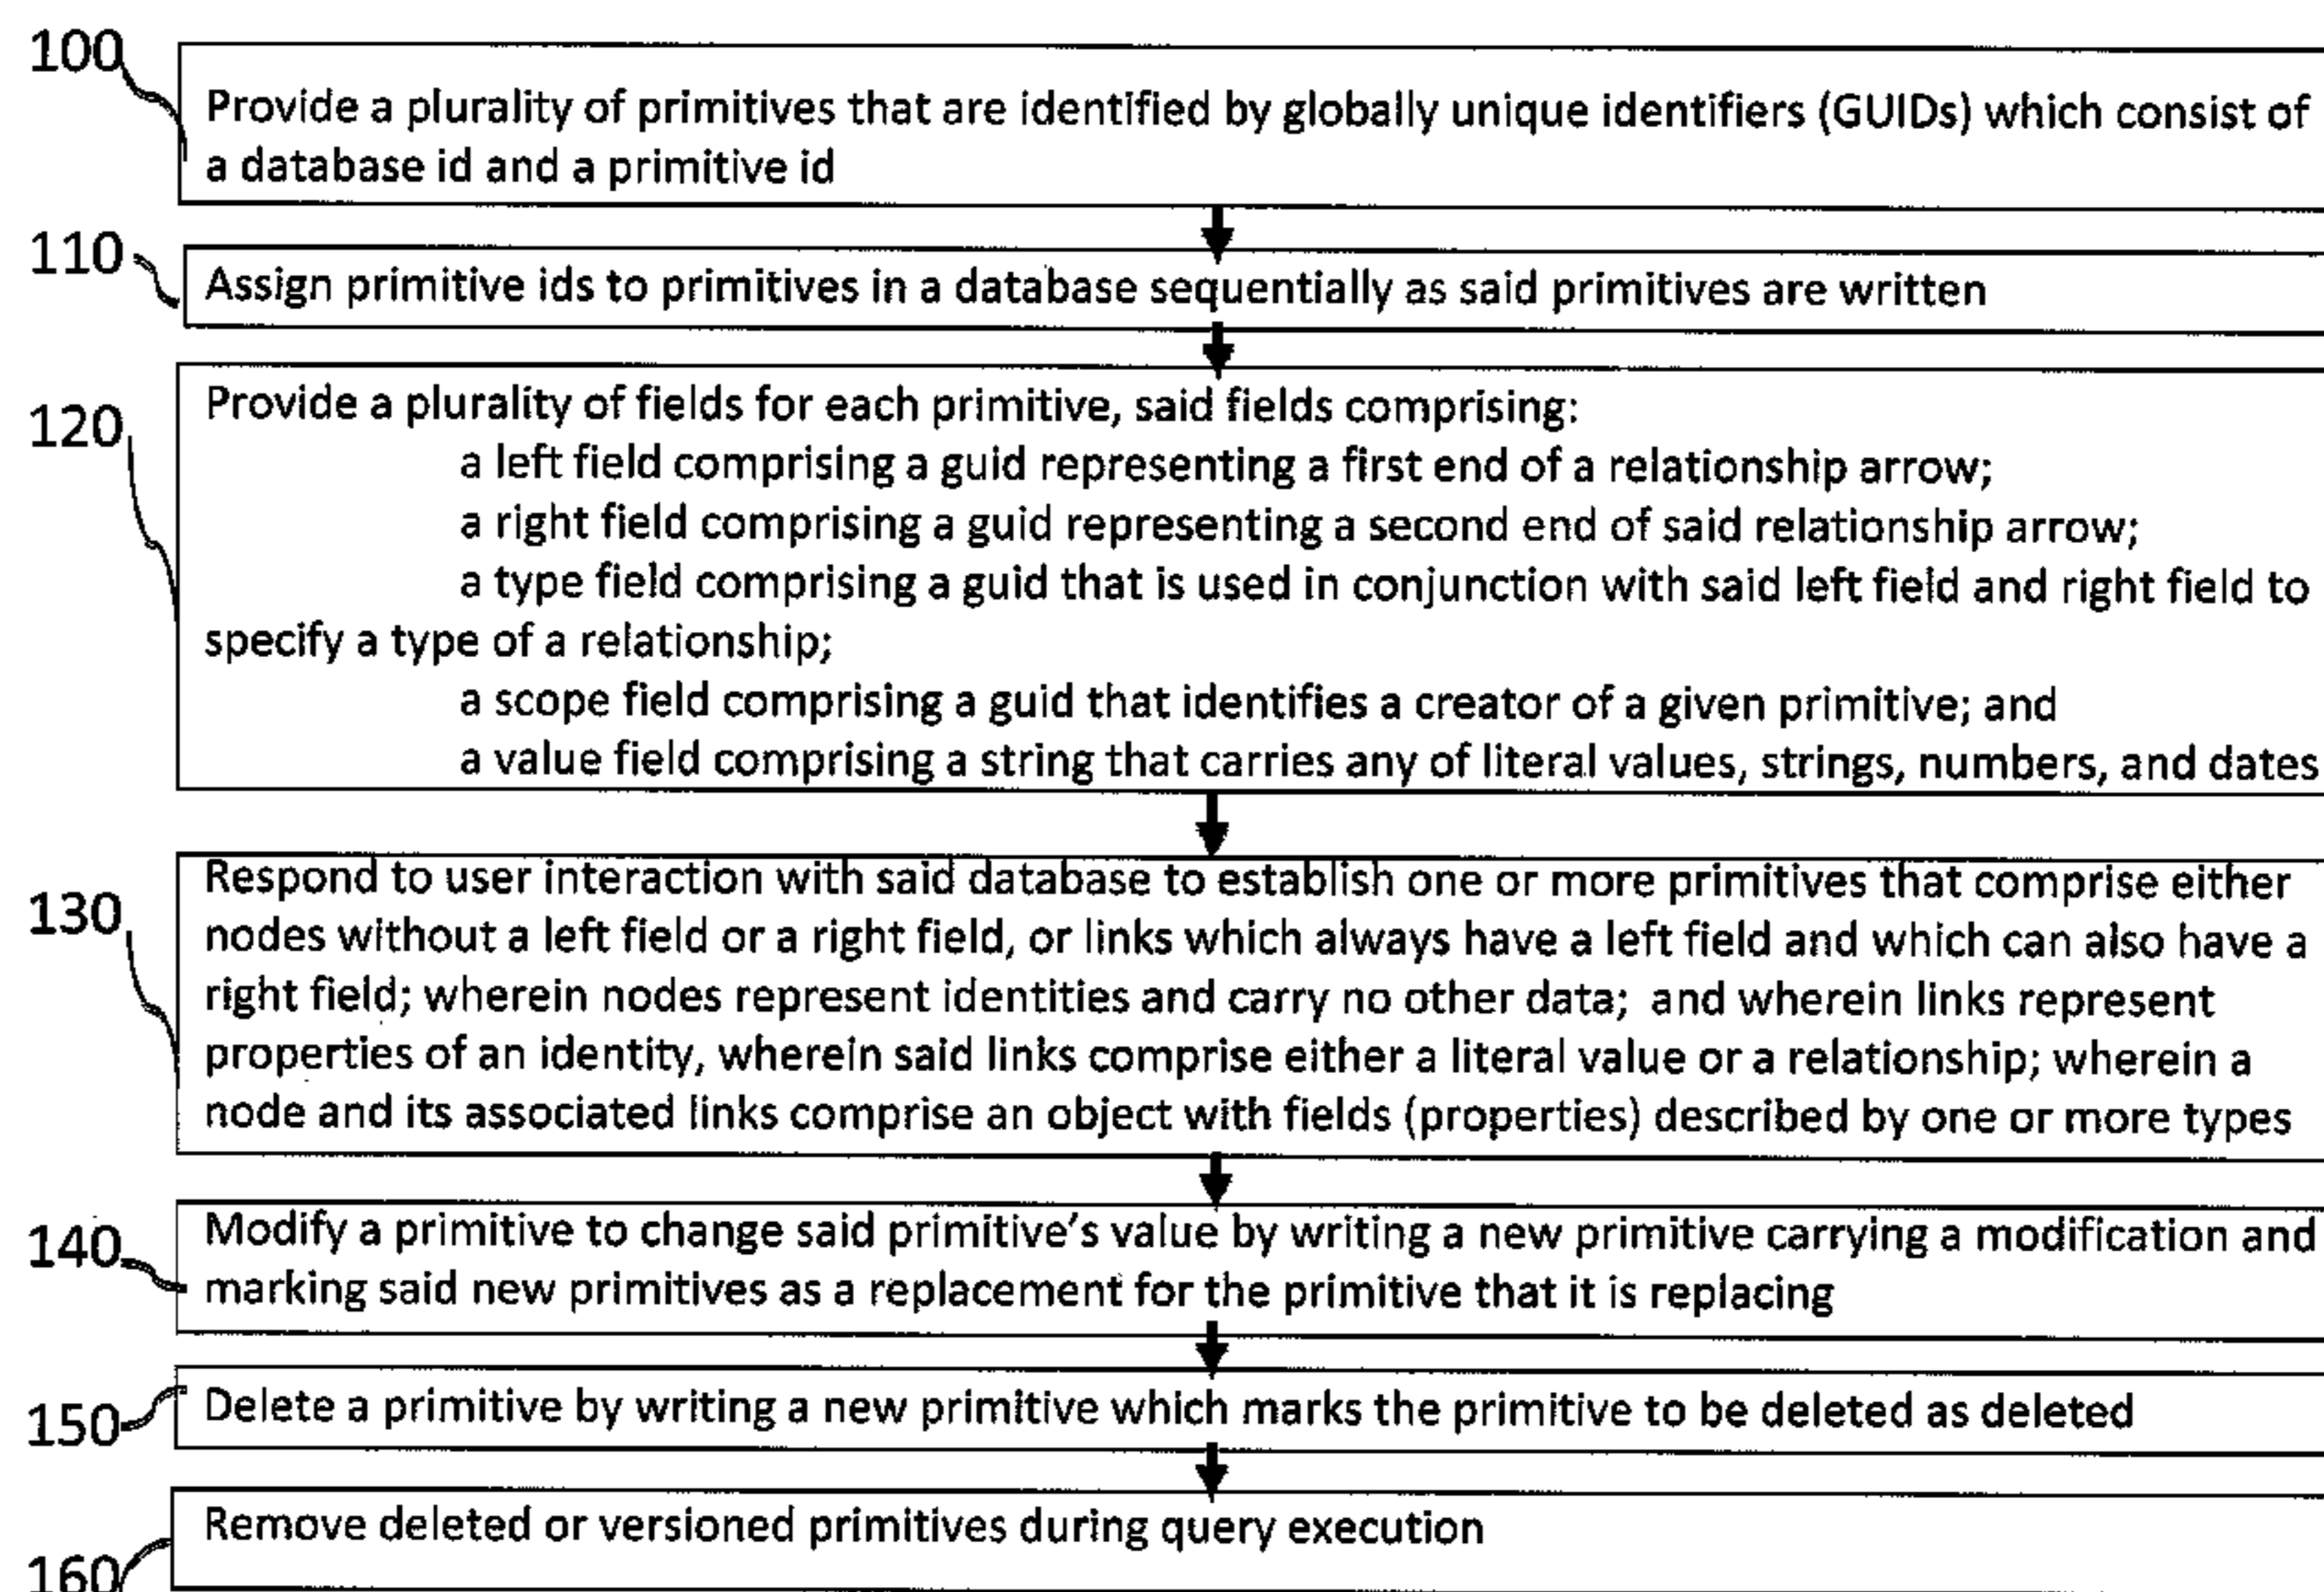 100
Provide a plurality of primitives that are identified by globally unique identifiers (GUIDs) which consist of
a database id and a primitive id
110
Assign primitive ids to primitives in a database sequentially as said primitives are written
120
Provide a plurality of fields for each primitive, said fields comprising:
a left field comprising a guid representing a first end of a relationship arrow;
a right field comprising a guid representing a second end of said relationship arrow;
a type field comprising a guid that is used in conjunction with said left field and right field to
specify a type of a relationship;
a scope field comprising a guid that identifies a creator of a given primitive; and
a value field comprising a string that carries any of literal values, strings, numbers, and dates
130
Respond to user interaction with said database to establish one or more primitives that comprise either
nodes without a left field or a right field, or links which always have a left field and which can also have a
right field; wherein nodes represent identities and carry no other data; and wherein links represent
properties of an identity, wherein said links comprise either a literal value or a relationship; wherein a
node and its associated links comprise an object with fields (properties) described by one or more types
140
Modify a primitive to change said primitive's value by writing a new primitive carrying a modification and
marking said new primitives as a replacement for the primitive that it is replacing
150
Delete a primitive by writing a new primitive which marks the primitive to be deleted as deleted
160
Remove deleted or versioned primitives during query execution